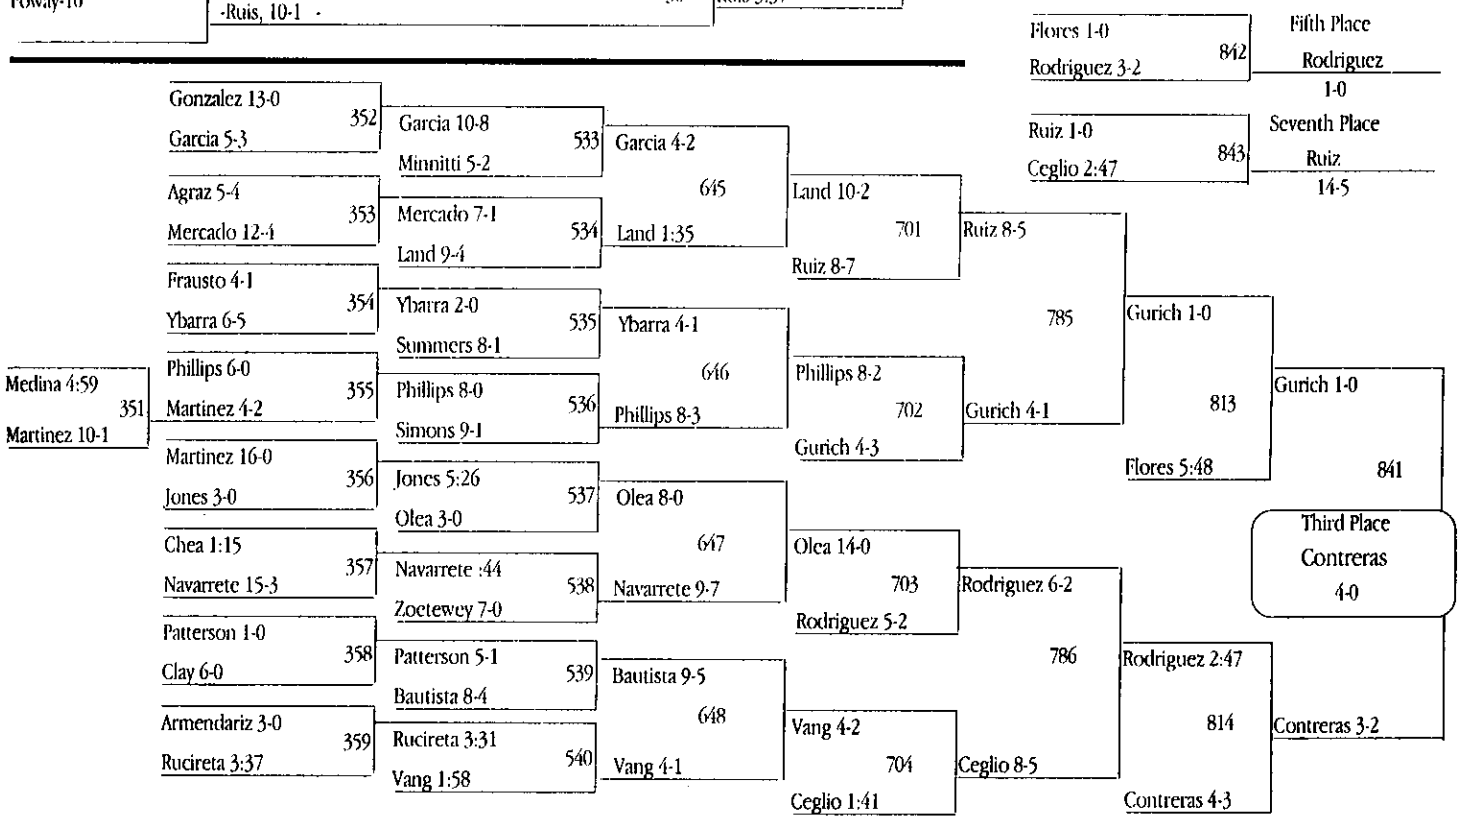 -Ruis, 10-1 -
Flores 1-0
842
Rodriguez 3-2
Fifth Place
Rodriguez
1-0
Ruiz 1-0
843
Ceglio 2:47
Seventh Place
Ruiz
14-5
Medina 4:59
351
Martinez 10-1
Gonzalez 13-0
352
Garcia 5-3
Agraz 5-4
353
Mercado 12-4
Frausto 4-1
354
Ybarra 6-5
Phillips 6-0
355
Martinez 4-2
Martinez 16-0
356
Jones 3-0
Chea 1:15
357
Navarrete 15-3
Patterson 1-0
358
Clay 6-0
Armendariz 3-0
359
Rucireta 3:37
Garcia 10-8
533
Minnitti 5-2
Mercado 7-1
534
Land 9-4
Ybarra 2-0
535
Summers 8-1
Phillips 8-0
536
Simons 9-1
Jones 5:26
537
Olea 3-0
Navarrete :44
538
Zoetewey 7-0
Patterson 5-1
539
Bautista 8-4
Rucireta 3:31
540
Vang 1:58
Garcia 4-2
645
Land 1:35
Ybarra 4-1
646
Phillips 8-3
Olea 8-0
647
Navarrete 9-7
Bautista 9-5
648
Vang 4-1
Land 10-2
701
Ruiz 8-7
Phillips 8-2
702
Gurich 4-3
Olea 14-0
703
Rodriguez 5-2
Vang 4-2
704
Ceglio 1:41
Ruiz 8-5
785
Gurich 4-1
Rodriguez 6-2
786
Ceglio 8-5
Gurich 1-0
813
Flores 5:48
Rodriguez 2:47
814
Contreras 4-3
Gurich 1-0
841
Contreras 3-2
Third Place
Contreras
4-0